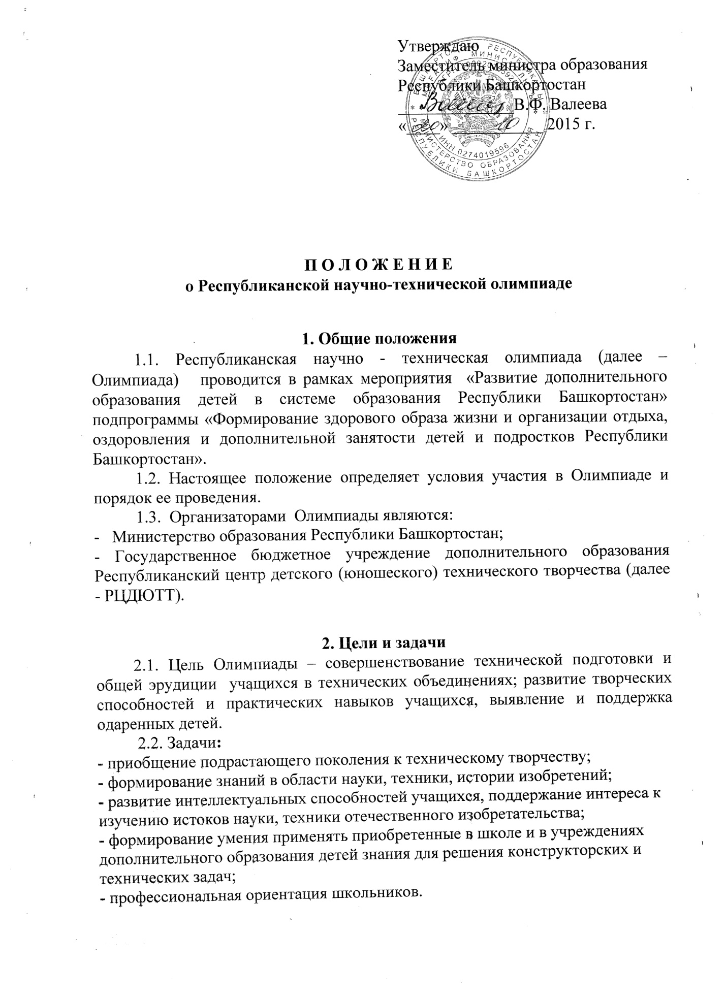 Утверждаю
Заместитель министра образования
Республики Башкортостан
В.Ф. Валеева
« » 10 2015 г.
РЕСПУБЛИКИ БАШКОРТОСТАН
МИНИСТЕРСТВО ОБРАЗОВАНИЯ
ИНН 0274019596
П О Л О Ж Е Н И Е
о Республиканской научно-технической олимпиаде
1. Общие положения
1.1. Республиканская научно - техническая олимпиада (далее –
Олимпиада) проводится в рамках мероприятия «Развитие дополнительного
образования детей в системе образования Республики Башкортостан»
подпрограммы «Формирование здорового образа жизни и организации отдыха,
оздоровления и дополнительной занятости детей и подростков Республики
Башкортостан».
1.2. Настоящее положение определяет условия участия в Олимпиаде и
порядок ее проведения.
1.3. Организаторами Олимпиады являются:
- Министерство образования Республики Башкортостан;
- Государственное бюджетное учреждение дополнительного образования
Республиканский центр детского (юношеского) технического творчества (далее
- РЦДЮТТ).
2. Цели и задачи
2.1. Цель Олимпиады – совершенствование технической подготовки и
общей эрудиции учащихся в технических объединениях; развитие творческих
способностей и практических навыков учащихся, выявление и поддержка
одаренных детей.
2.2. Задачи:
- приобщение подрастающего поколения к техническому творчеству;
- формирование знаний в области науки, техники, истории изобретений;
- развитие интеллектуальных способностей учащихся, поддержание интереса к
изучению истоков науки, техники отечественного изобретательства;
- формирование умения применять приобретенные в школе и в учреждениях
дополнительного образования детей знания для решения конструкторских и
технических задач;
- профессиональная ориентация школьников.